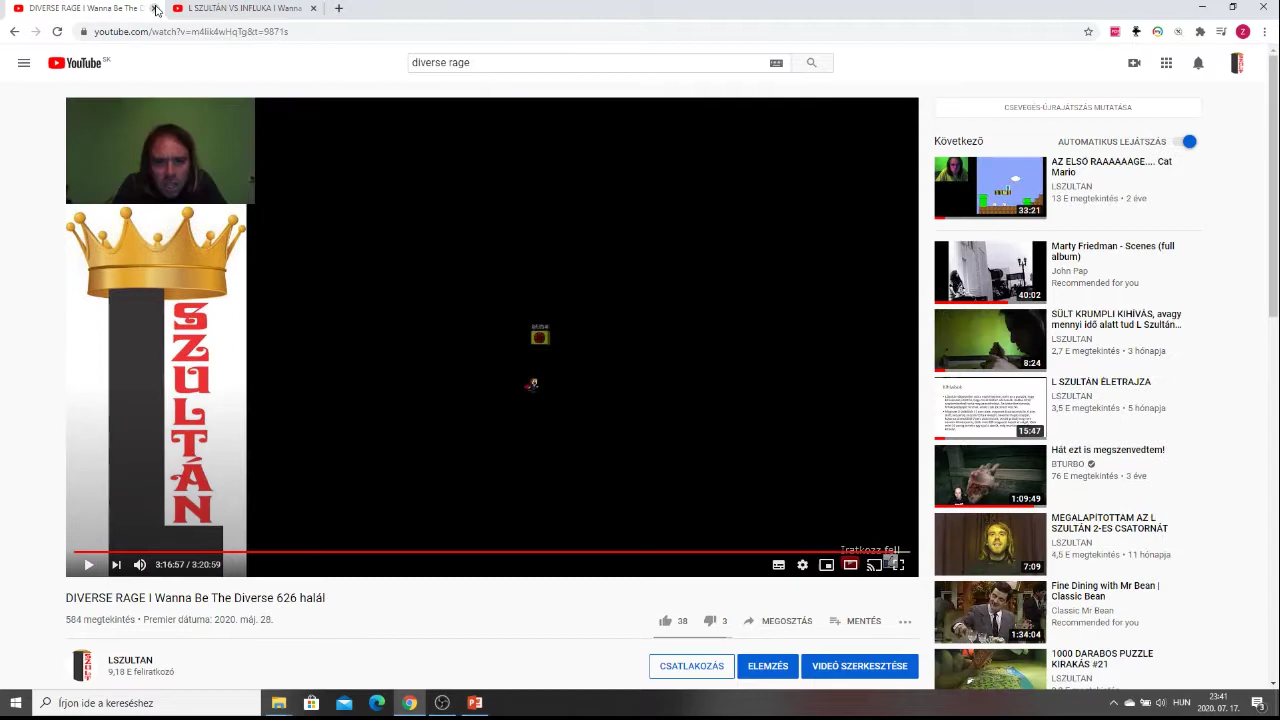 DIVERSE RAGE I Wanna Be The D
L SZULTÁN VS INFLUKA I Wanna
youtube.com/watch?v=m4lik4wHqTg&t=9871s
YouTube SK
diverse rage
L
SZULTÁN
Iratkozz fel!
3:16:57 / 3:20:59
DIVERSE RAGE I Wanna Be The Diverse 626 halál
584 megtekintés • Premier dátuma: 2020. máj. 28.
38
3
MEGOSZTÁS
MENTÉS
LSZULTAN
9,18 E feliratkozó
CSATLAKOZÁS
ELEMZÉS
VIDEÓ SZERKESZTÉSE
CSEVEGÉS-ÚJRAJÁTSZÁS MUTATÁSA
Következő
AUTOMATIKUS LEJÁTSZÁS
AZ ELSŐ RAAAAAAGE.... Cat
Mario
LSZULTAN
13 E megtekintés • 2 éve
33:21
Marty Friedman - Scenes (full
album)
John Pap
Recommended for you
40:02
SÜLT KRUMPLI KIHÍVÁS, avagy
mennyi idő alatt tud L Szultán...
LSZULTAN
2,7 E megtekintés • 3 hónapja
8:24
L SZULTÁN ÉLETRAJZA
LSZULTAN
3,5 E megtekintés • 5 hónapja
15:47
Hát ezt is megszenvedtem!
BTURBO
76 E megtekintés • 3 éve
1:09:49
MEGALAPÍTOTTAM AZ L
SZULTÁN 2-ES CSATORNÁT
LSZULTAN
4,5 E megtekintés • 11 hónapja
7:09
Fine Dining with Mr Bean |
Classic Bean
Classic Mr Bean
Recommended for you
1:34:04
1000 DARABOS PUZZLE
KIRAKÁS #21
LSZULTAN
Írjon ide a kereséshez
HUN
23:41
2020. 07. 17.
3